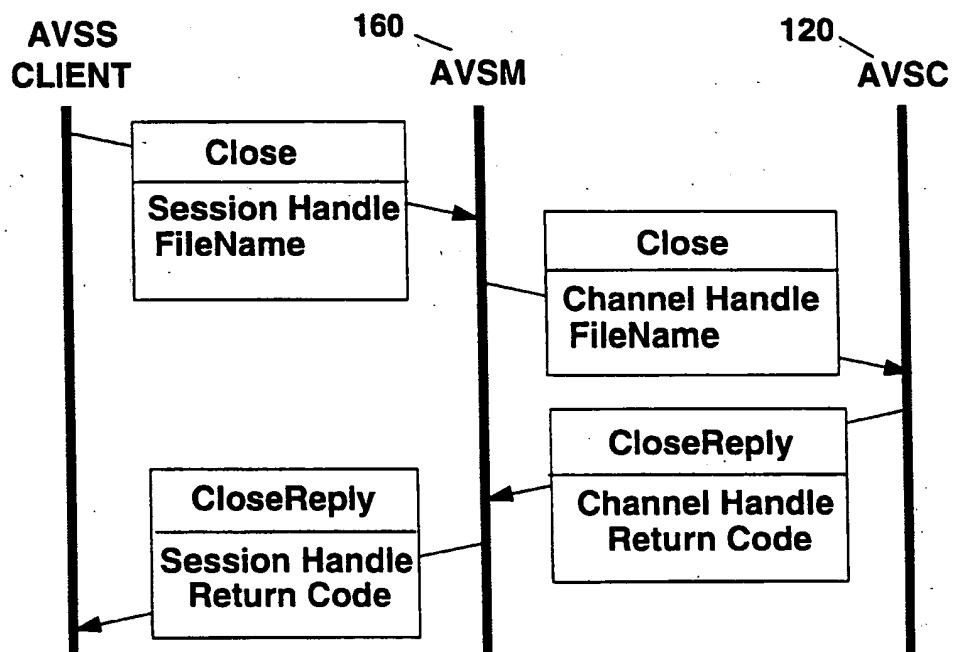 AVSS
CLIENT
160
AVSM
120
AVSC
Close
Session Handle
FileName
Close
Channel Handle
FileName
CloseReply
Channel Handle
Return Code
CloseReply
Session Handle
Return Code